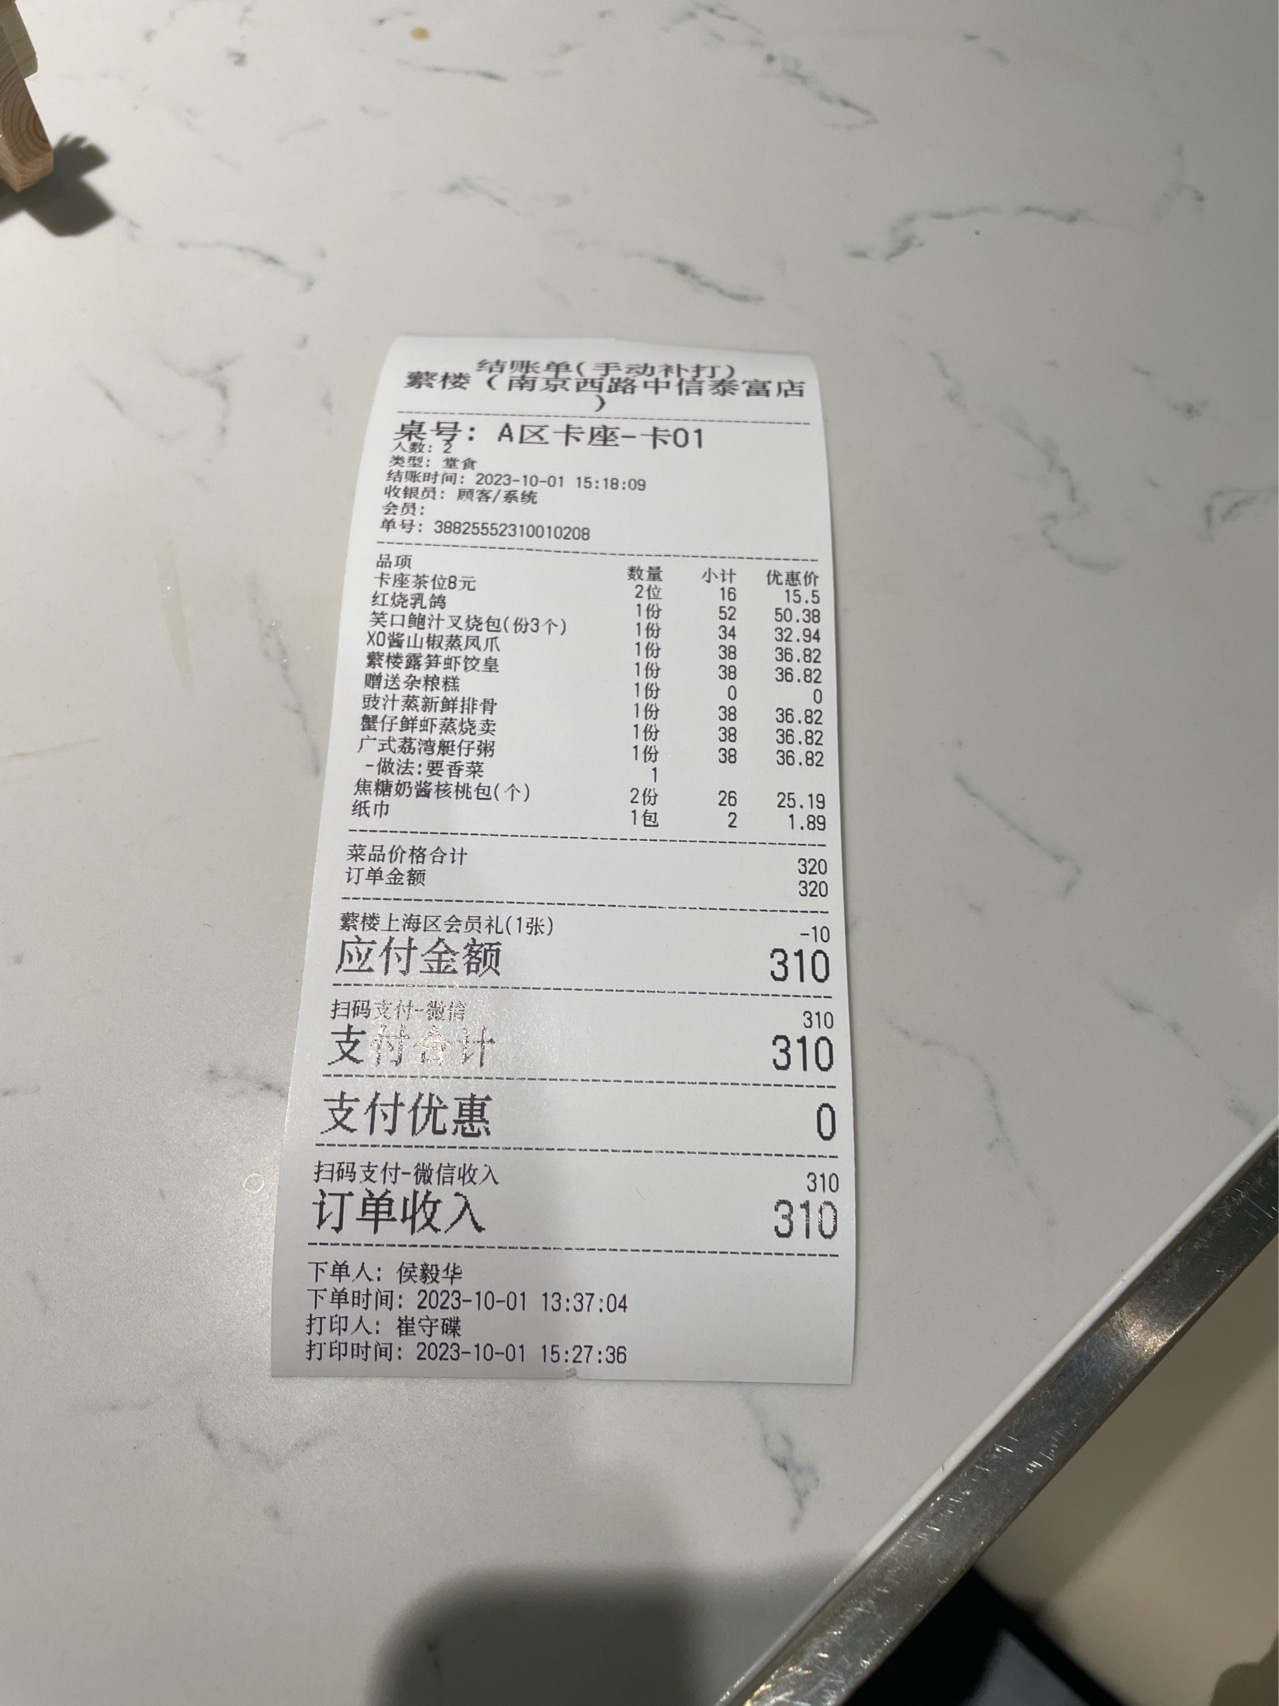 结账单(手动补打)
蘩楼（南京西路中信泰富店
）
桌号: A区卡座-卡01
人数: 2
类型: 堂食
结账时间: 2023-10-01 15:18:09
收银员: 顾客/系统
会员:
单号: 38825552310010208
品项 数量 小计 优惠价
卡座茶位8元 2位 16 15.5
红烧乳鸽 1份 52 50.38
笑口鲍汁叉烧包(份3个) 1份 34 32.94
XO酱山椒蒸凤爪 1份 38 36.82
蘩楼露笋虾饺皇 1份 38 36.82
赠送杂粮糕 1份 0 0
豉汁蒸新鲜排骨 1份 38 36.82
蟹仔鲜虾蒸烧卖 1份 38 36.82
广式荔湾艇仔粥 1份 38 36.82
-做法:要香菜 1
焦糖奶酱核桃包(个) 2份 26 25.19
纸巾 1包 2 1.89
菜品价格合计 320
订单金额 320
蘩楼上海区会员礼(1张) -10
应付金额 310
扫码支付-微信 310
支付合计 310
支付优惠 0
扫码支付-微信收入 310
订单收入 310
下单人: 侯毅华
下单时间: 2023-10-01 13:37:04
打印人: 崔守碟
打印时间: 2023-10-01 15:27:36